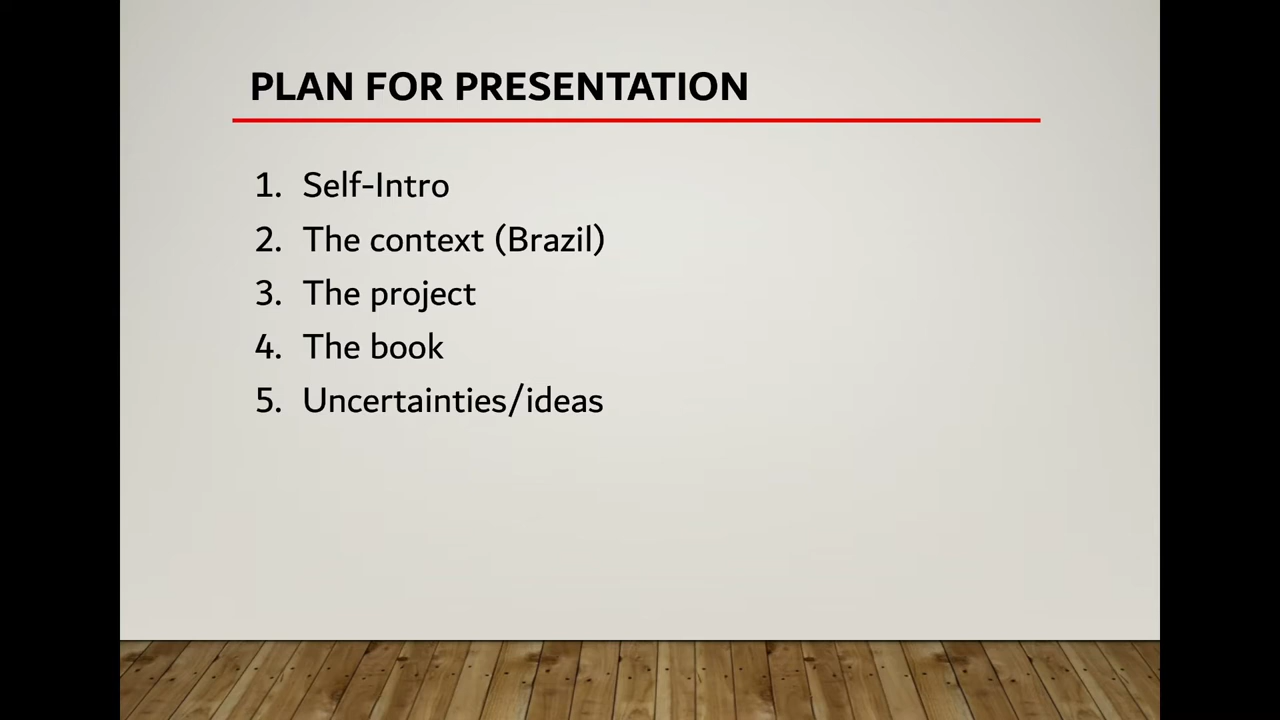 PLAN FOR PRESENTATION
1. Self-Intro
2. The context (Brazil)
3. The project
4. The book
5. Uncertainties/ideas